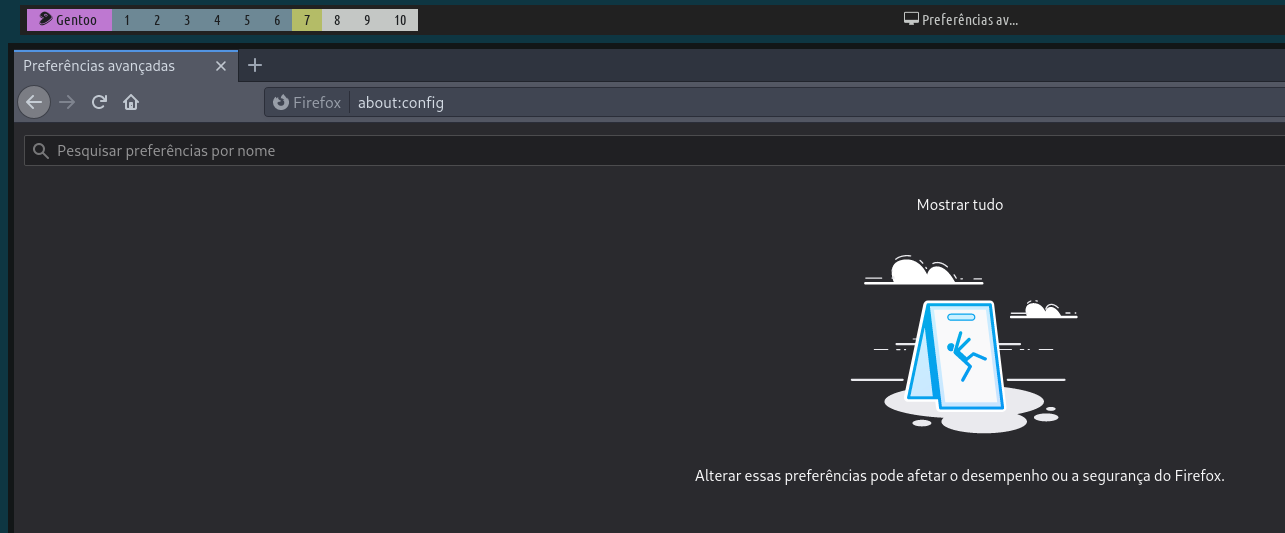 Gentoo 1 2 3 4 5 6 7 8 9 10 Preferências av...
Preferências avançadas
Firefox about:config
Pesquisar preferências por nome
Mostrar tudo
Alterar essas preferências pode afetar o desempenho ou a segurança do Firefox.